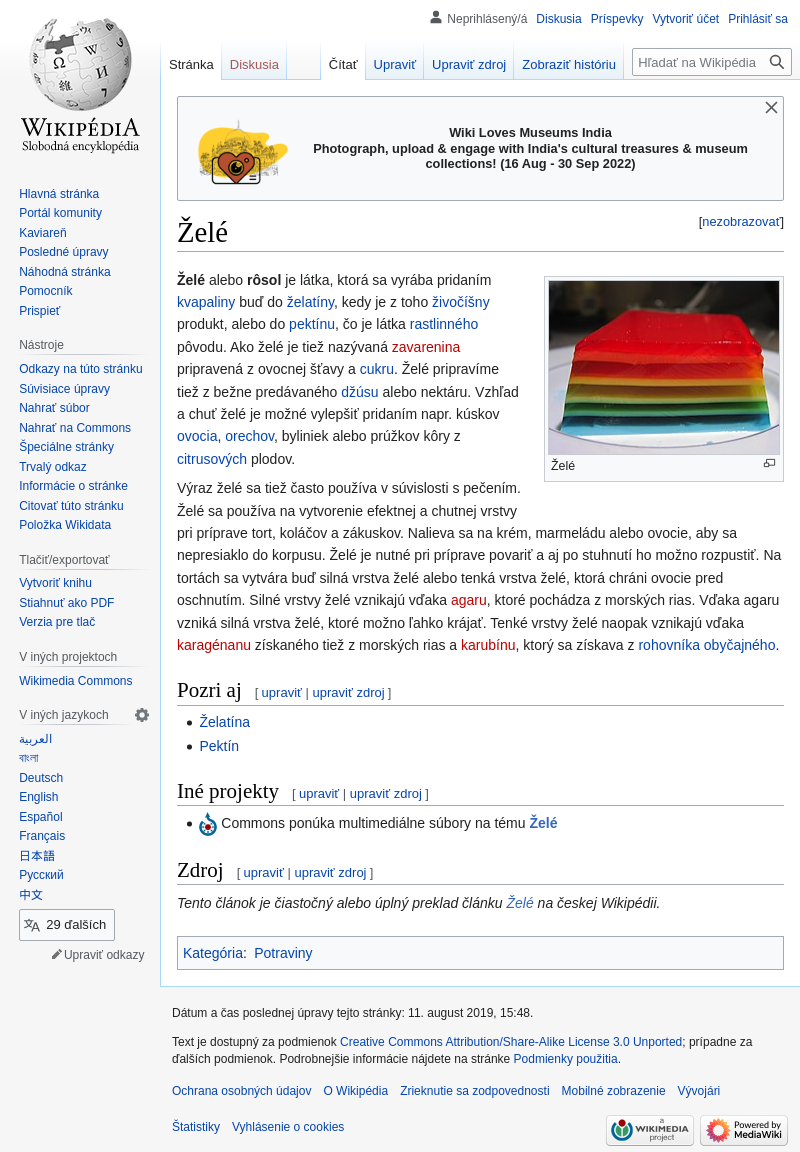 Neprihlásený/á Diskusia Príspevky Vytvoriť účet Prihlásiť sa
Stránka Diskusia Čítať Upraviť Upraviť zdroj Zobraziť históriu Hľadať na Wikipédia
WIKIPÉDIA
Slobodná encyklopédia
Hlavná stránka
Portál komunity
Kaviareň
Posledné úpravy
Náhodná stránka
Pomocník
Prispieť
Nástroje
Odkazy na túto stránku
Súvisiace úpravy
Nahrať súbor
Nahrať na Commons
Špeciálne stránky
Trvalý odkaz
Informácie o stránke
Citovať túto stránku
Položka Wikidata
Tlačiť/exportovať
Vytvoriť knihu
Stiahnuť ako PDF
Verzia pre tlač
V iných projektoch
Wikimedia Commons
V iných jazykoch
العربية
বাংলা
Deutsch
English
Español
Français
日本語
Русский
中文
29 ďalších
Upraviť odkazy
Wiki Loves Museums India
Photograph, upload & engage with India's cultural treasures & museum
collections! (16 Aug - 30 Sep 2022)
[nezobrazovať]
Želé
Želé alebo rôsol je látka, ktorá sa vyrába pridaním
kvapaliny buď do želatíny, kedy je z toho živočíšny
produkt, alebo do pektínu, čo je látka rastlinného
pôvodu. Ako želé je tiež nazývaná zavarenina
pripravená z ovocnej šťavy a cukru. Želé pripravíme
tiež z bežne predávaného džúsu alebo nektáru. Vzhľad
a chuť želé je možné vylepšiť pridaním napr. kúskov
ovocia, orechov, byliniek alebo prúžkov kôry z
citrusových plodov.
Želé
Výraz želé sa tiež často používa v súvislosti s pečením.
Želé sa používa na vytvorenie efektnej a chutnej vrstvy
pri príprave tort, koláčov a zákuskov. Nalieva sa na krém, marmeládu alebo ovocie, aby sa
nepresiaklo do korpusu. Želé je nutné pri príprave povariť a aj po stuhnutí ho možno rozpustiť. Na
tortách sa vytvára buď silná vrstva želé alebo tenká vrstva želé, ktorá chráni ovocie pred
oschnutím. Silné vrstvy želé vznikajú vďaka agaru, ktoré pochádza z morských rias. Vďaka agaru
vzniká silná vrstva želé, ktoré možno ľahko krájať. Tenké vrstvy želé naopak vznikajú vďaka
karagénanu získaného tiež z morských rias a karubínu, ktorý sa získava z rohovníka obyčajného.
Pozri aj [ upraviť | upraviť zdroj ]
Želatína
Pektín
Iné projekty [ upraviť | upraviť zdroj ]
Commons ponúka multimediálne súbory na tému Želé
Zdroj [ upraviť | upraviť zdroj ]
Tento článok je čiastočný alebo úplný preklad článku Želé na českej Wikipédii.
Kategória: Potraviny
Dátum a čas poslednej úpravy tejto stránky: 11. august 2019, 15:48.
Text je dostupný za podmienok Creative Commons Attribution/Share-Alike License 3.0 Unported; prípadne za
ďalších podmienok. Podrobnejšie informácie nájdete na stránke Podmienky použitia.
Ochrana osobných údajov O Wikipédia Zrieknutie sa zodpovednosti Mobilné zobrazenie Vývojári
Štatistiky Vyhlásenie o cookies
a
WIKIMEDIA
project
Powered by
MediaWiki